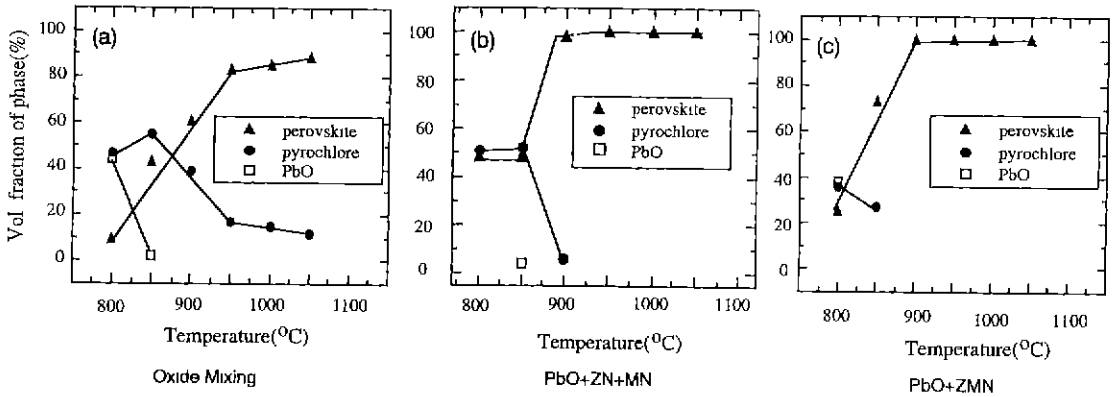 Vol fraction of phase(%)
(a)
100
80
60
40
20
0
perovskite
pyrochlore
PbO
800 900 1000 1100
Temperature(°C)
Oxide Mixing
(b)
100
80
60
40
20
0
perovskite
pyrochlore
PbO
800 900 1000 1100
Temperature(°C)
PbO+ZN+MN
(c)
100
80
60
40
20
0
perovskite
pyrochlore
PbO
800 900 1000 1100
Temperature(°C)
PbO+ZMN